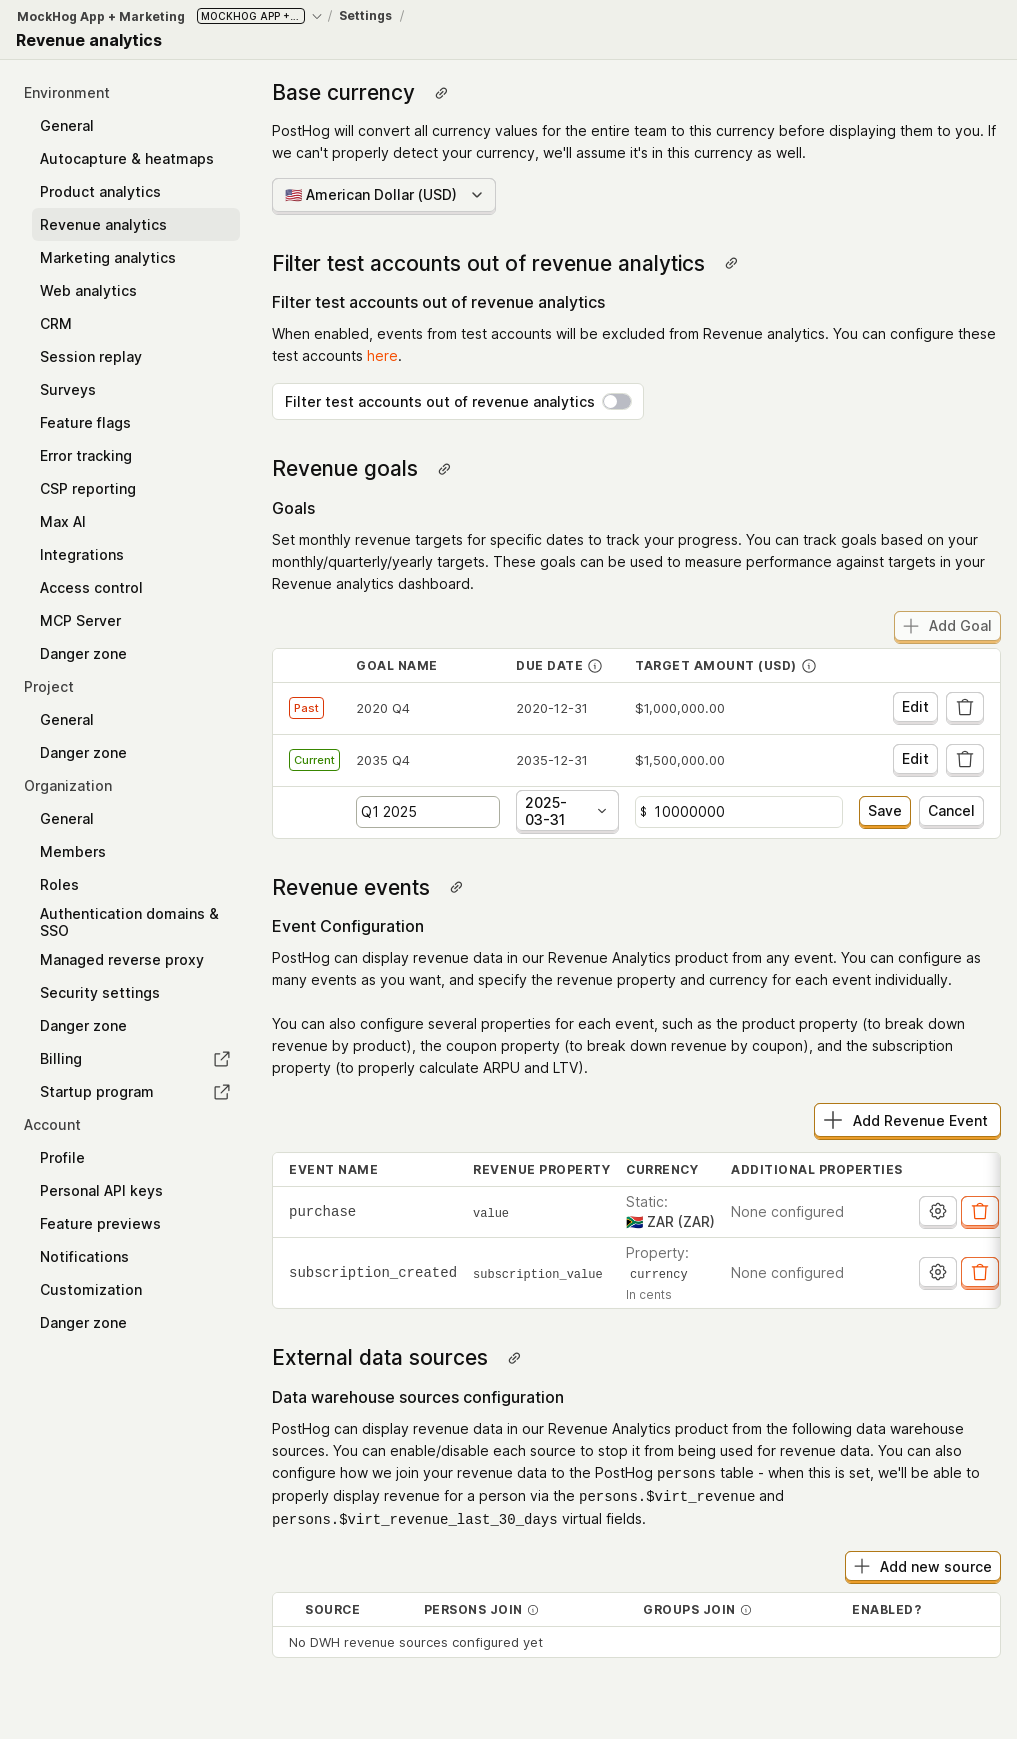 MockHog App + Marketing MOCKHOG APP +... / Settings /
Revenue analytics
Environment
General
Autocapture & heatmaps
Product analytics
Revenue analytics
Marketing analytics
Web analytics
CRM
Session replay
Surveys
Feature flags
Error tracking
CSP reporting
Max AI
Integrations
Access control
MCP Server
Danger zone
Project
General
Danger zone
Organization
General
Members
Roles
Authentication domains &
SSO
Managed reverse proxy
Security settings
Danger zone
Billing
Startup program
Account
Profile
Personal API keys
Feature previews
Notifications
Customization
Danger zone
Base currency
PostHog will convert all currency values for the entire team to this currency before displaying them to you. If
we can't properly detect your currency, we'll assume it's in this currency as well.
🇺🇸 American Dollar (USD)
Filter test accounts out of revenue analytics
Filter test accounts out of revenue analytics
When enabled, events from test accounts will be excluded from Revenue analytics. You can configure these
test accounts here.
Filter test accounts out of revenue analytics
Revenue goals
Goals
Set monthly revenue targets for specific dates to track your progress. You can track goals based on your
monthly/quarterly/yearly targets. These goals can be used to measure performance against targets in your
Revenue analytics dashboard.
Add Goal
GOAL NAME DUE DATE TARGET AMOUNT (USD)
Past 2020 Q4 2020-12-31 $1,000,000.00 Edit
Current 2035 Q4 2035-12-31 $1,500,000.00 Edit
Q1 2025 2025-
03-31 $ 10000000 Save Cancel
Revenue events
Event Configuration
PostHog can display revenue data in our Revenue Analytics product from any event. You can configure as
many events as you want, and specify the revenue property and currency for each event individually.
You can also configure several properties for each event, such as the product property (to break down
revenue by product), the coupon property (to break down revenue by coupon), and the subscription
property (to properly calculate ARPU and LTV).
Add Revenue Event
EVENT NAME REVENUE PROPERTY CURRENCY ADDITIONAL PROPERTIES
purchase value Static:
🇿🇦 ZAR (ZAR) None configured
subscription_created subscription_value Property:
currency None configured
In cents
External data sources
Data warehouse sources configuration
PostHog can display revenue data in our Revenue Analytics product from the following data warehouse
sources. You can enable/disable each source to stop it from being used for revenue data. You can also
configure how we join your revenue data to the PostHog persons table - when this is set, we'll be able to
properly display revenue for a person via the persons.$virt_revenue and
persons.$virt_revenue_last_30_days virtual fields.
Add new source
SOURCE PERSONS JOIN GROUPS JOIN ENABLED?
No DWH revenue sources configured yet